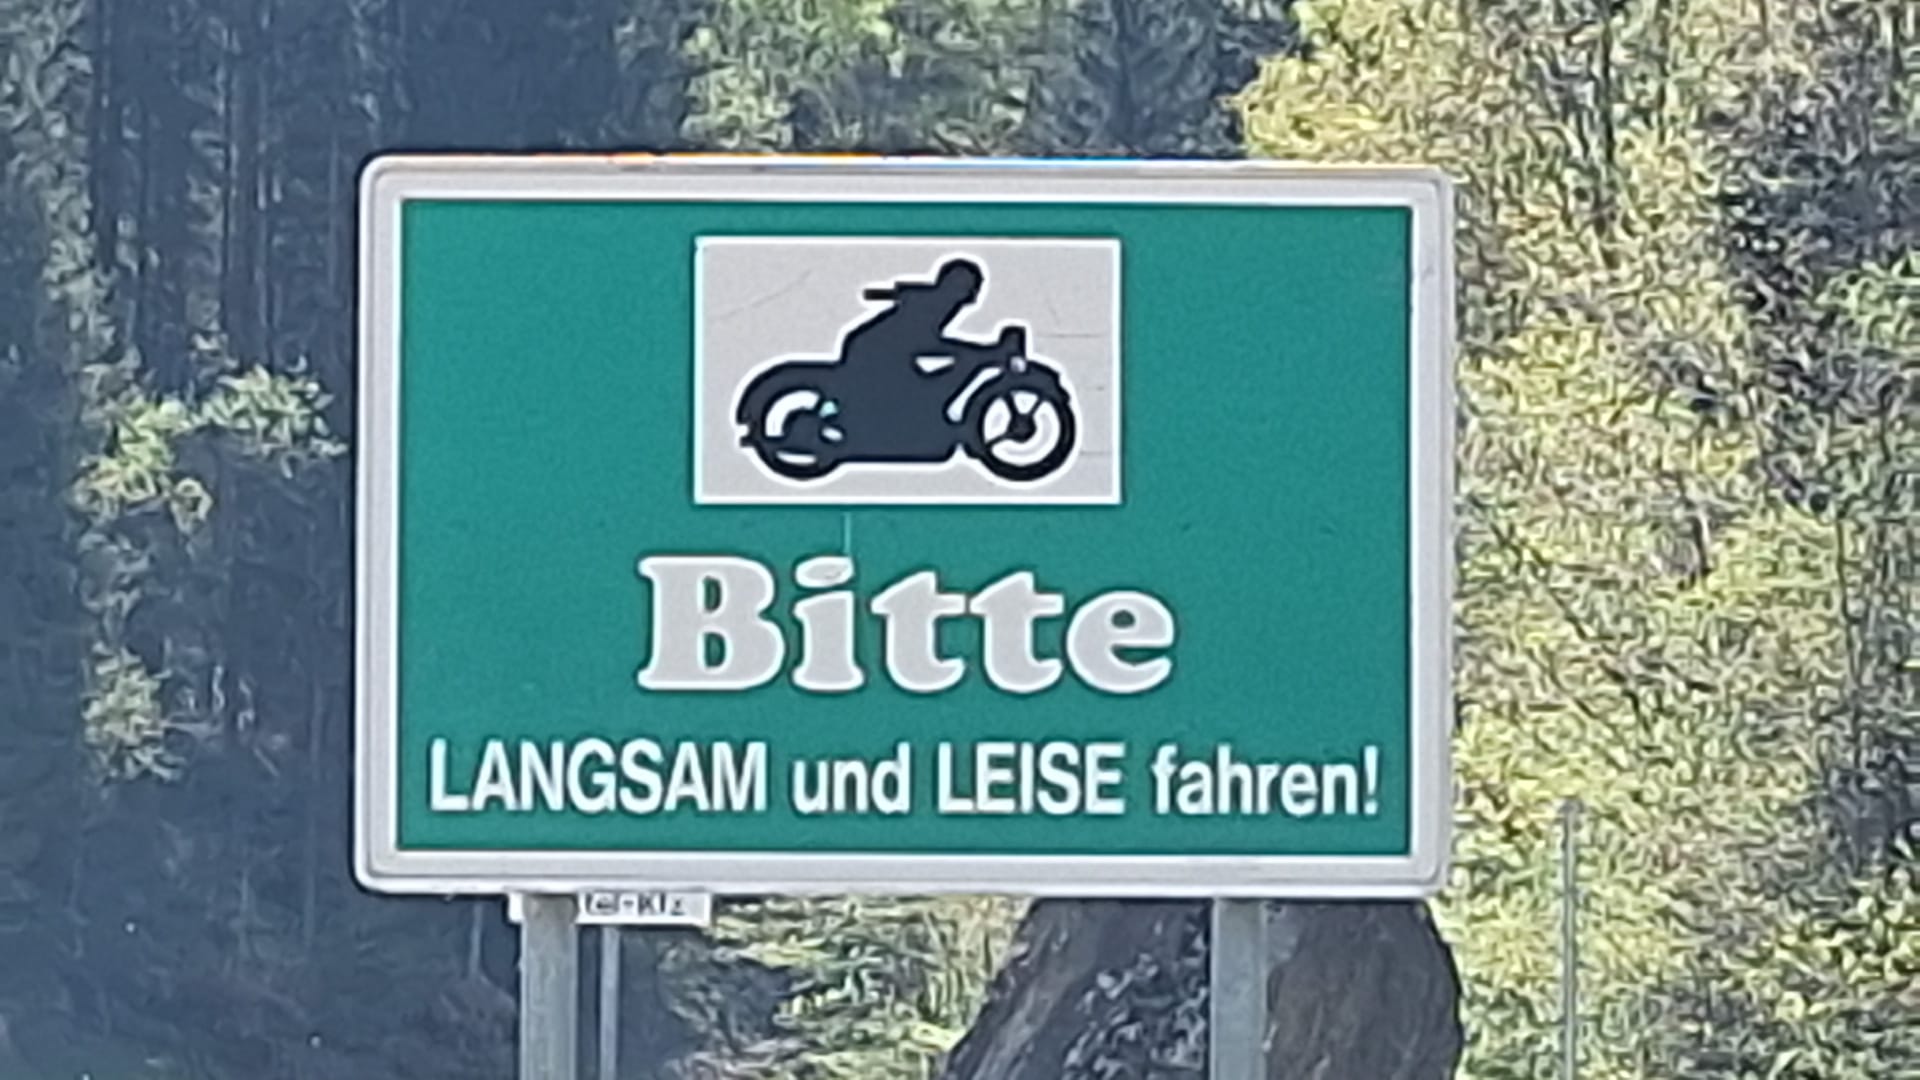 Bitte
LANGSAM und LEISE fahren!